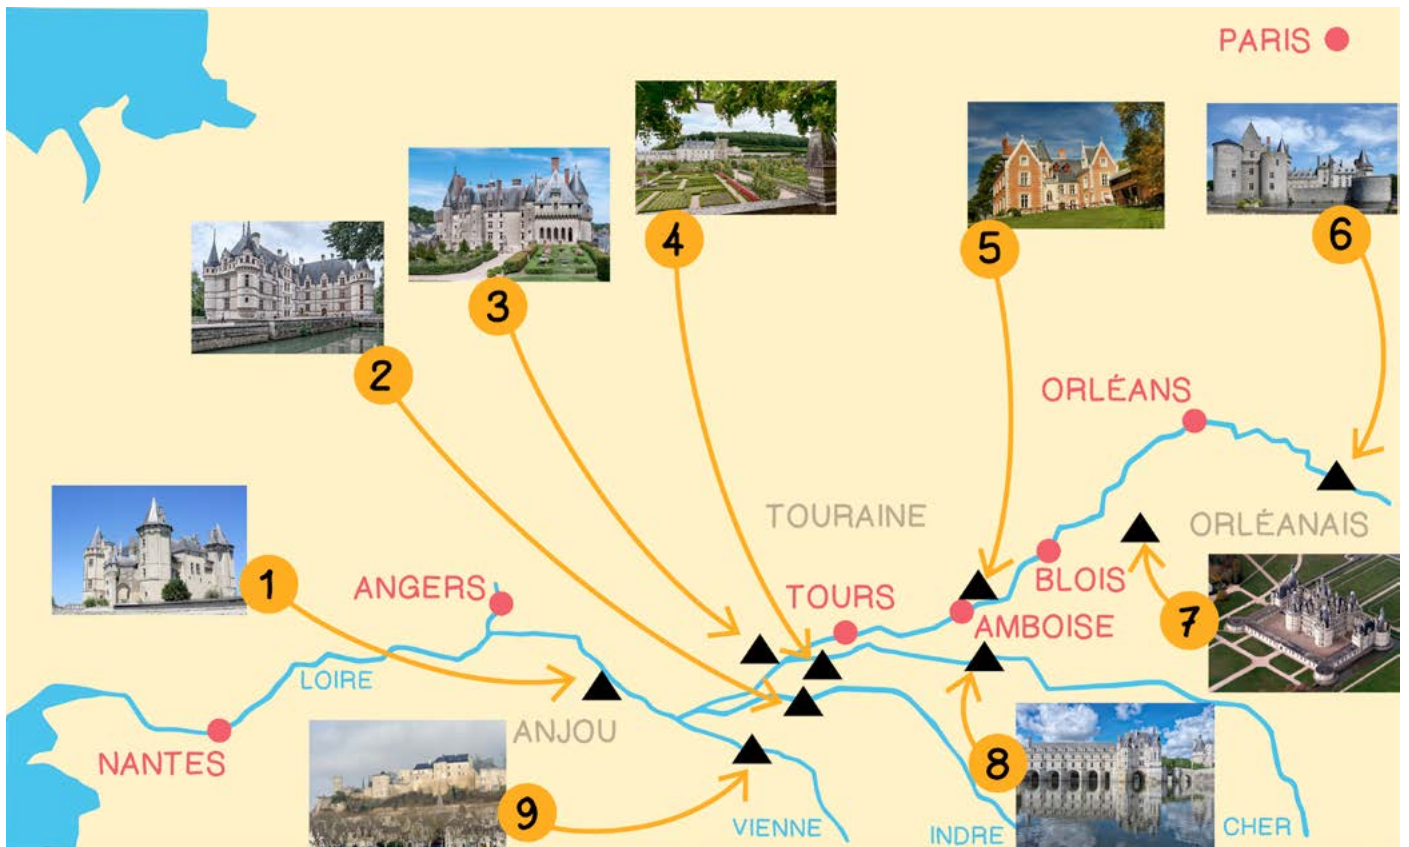 PARIS
4
5
6
3
2
ORLÉANS
TOURAINE
ORLÉANAIS
1
ANGERS
BLOIS
TOURS
AMBOISE
7
LOIRE
ANJOU
NANTES
8
9
VIENNE
INDRE
CHER